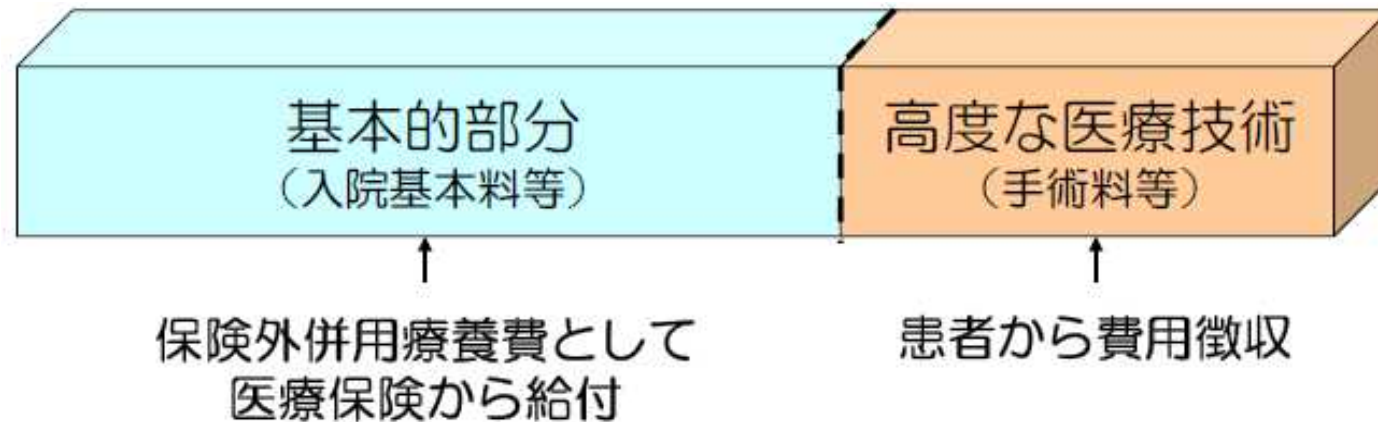 基本的部分
(入院基本料等)
高度な医療技術
(手術料等)
保険外併用療養費として
医療保険から給付
患者から費用徴収